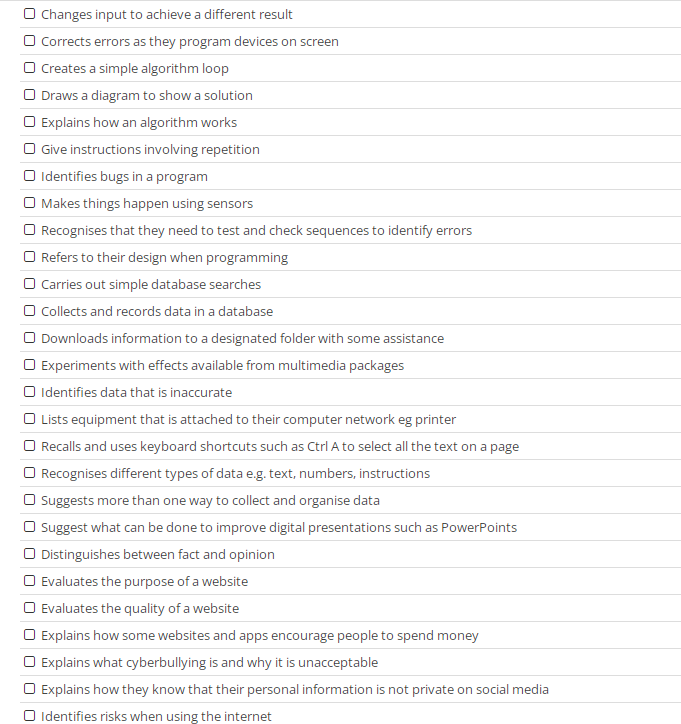 Changes input to achieve a different result
Corrects errors as they program devices on screen
Creates a simple algorithm loop
Draws a diagram to show a solution
Explains how an algorithm works
Give instructions involving repetition
Identifies bugs in a program
Makes things happen using sensors
Recognises that they need to test and check sequences to identify errors
Refers to their design when programming
Carries out simple database searches
Collects and records data in a database
Downloads information to a designated folder with some assistance
Experiments with effects available from multimedia packages
Identifies data that is inaccurate
Lists equipment that is attached to their computer network eg printer
Recalls and uses keyboard shortcuts such as Ctrl A to select all the text on a page
Recognises different types of data e.g. text, numbers, instructions
Suggests more than one way to collect and organise data
Suggest what can be done to improve digital presentations such as PowerPoints
Distinguishes between fact and opinion
Evaluates the purpose of a website
Evaluates the quality of a website
Explains how some websites and apps encourage people to spend money
Explains what cyberbullying is and why it is unacceptable
Explains how they know that their personal information is not private on social media
Identifies risks when using the internet